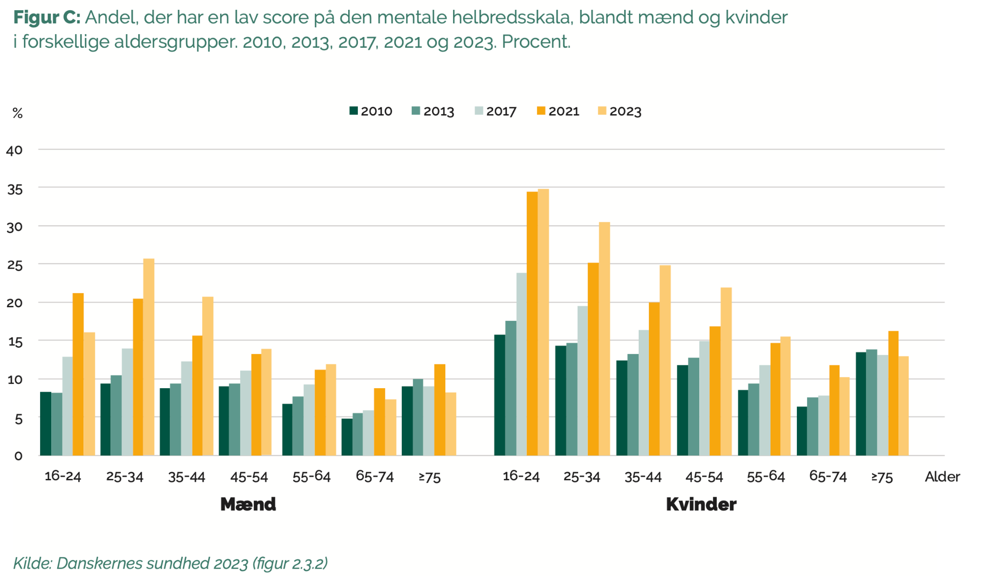 Figur C: Andel, der har en lav score på den mentale helbredsskala, blandt mænd og kvinder
i forskellige aldersgrupper. 2010, 2013, 2017, 2021 og 2023. Procent.
% 2010 2013 2017 2021 2023
40
35
30
25
20
15
10
5
0
16-24 25-34 35-44 45-54 55-64 65-74 ≥75 16-24 25-34 35-44 45-54 55-64 65-74 ≥75 Alder
Mænd Kvinder
Kilde: Danskernes sundhed 2023 (figur 2.3.2)